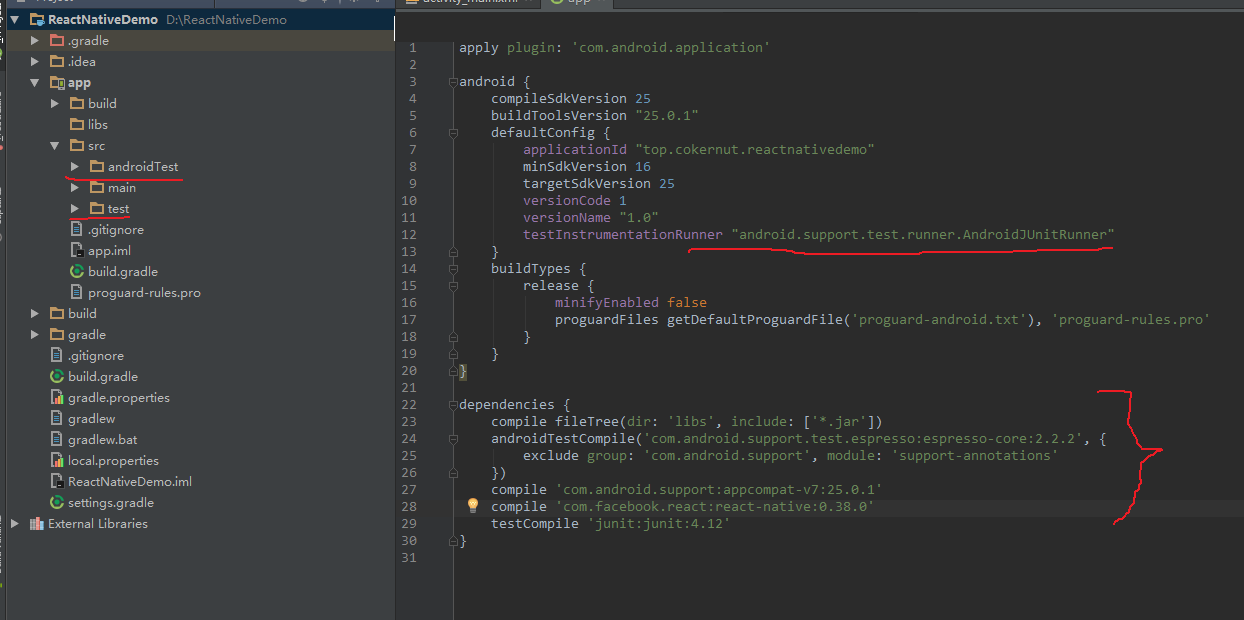 activity_main.xml
app
ReactNativeDemo D:\ReactNativeDemo
.gradle
.idea
app
build
libs
src
androidTest
main
test
.gitignore
app.iml
build.gradle
proguard-rules.pro
build
gradle
.gitignore
build.gradle
gradle.properties
gradlew
gradlew.bat
local.properties
ReactNativeDemo.iml
settings.gradle
External Libraries
1 apply plugin: 'com.android.application'
2
3 android {
4 compileSdkVersion 25
5 buildToolsVersion "25.0.1"
6 defaultConfig {
7 applicationId "top.cokernut.reactnativedemo"
8 minSdkVersion 16
9 targetSdkVersion 25
10 versionCode 1
11 versionName "1.0"
12 testInstrumentationRunner "android.support.test.runner.AndroidJUnitRunner"
13 }
14 buildTypes {
15 release {
16 minifyEnabled false
17 proguardFiles getDefaultProguardFile('proguard-android.txt'), 'proguard-rules.pro'
18 }
19 }
20 }
21
22 dependencies {
23 compile fileTree(dir: 'libs', include: ['*.jar'])
24 androidTestCompile('com.android.support.test.espresso:espresso-core:2.2.2', {
25 exclude group: 'com.android.support', module: 'support-annotations'
26 })
27 compile 'com.android.support:appcompat-v7:25.0.1'
28 compile 'com.facebook.react:react-native:0.38.0'
29 testCompile 'junit:junit:4.12'
30 }
31